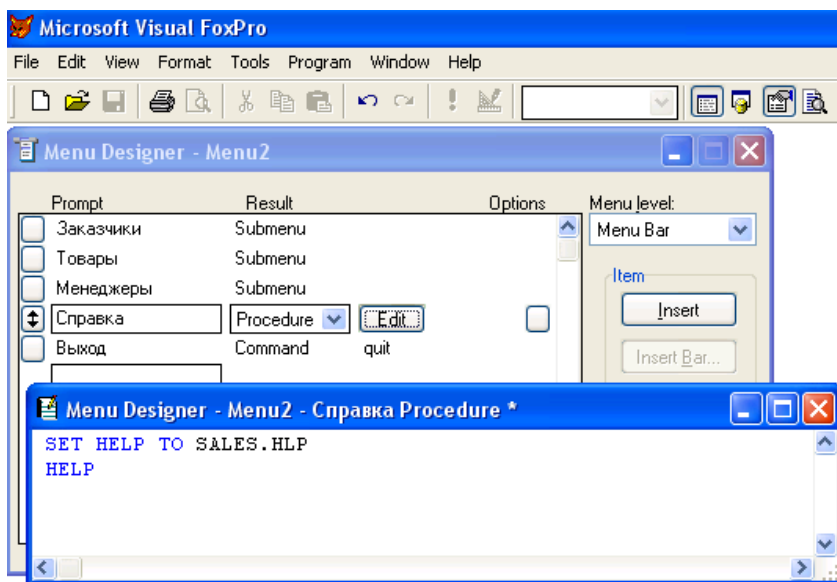 Microsoft Visual FoxPro
File Edit View Format Tools Program Window Help
Menu Designer - Menu2
Prompt Result Options Menu level:
Заказчики Submenu Menu Bar
Товары Submenu
Менеджеры Submenu Item
Справка Procedure Edit Insert
Выход Command quit Insert Bar...
Menu Designer - Menu2 - Справка Procedure *
SET HELP TO SALES.HLP
HELP